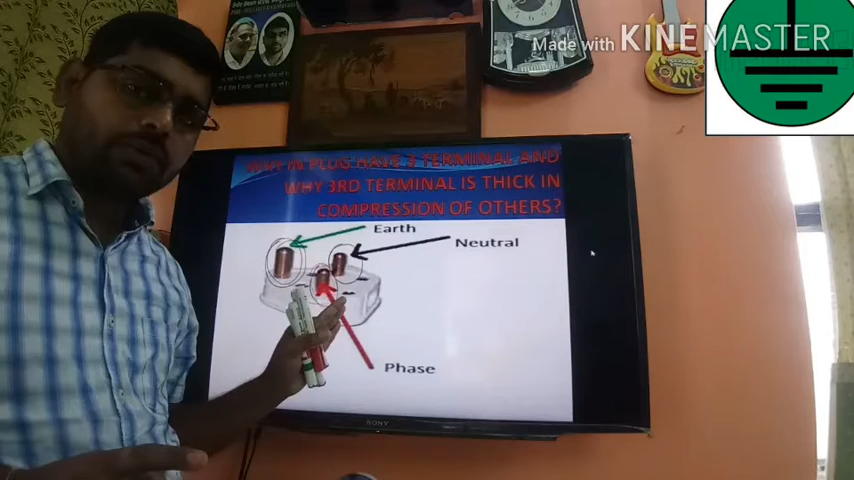 Made with KINEMASTER
WHY IN PLUG HAVE 3 TERMINAL AND
WHY 3RD TERMINAL IS THICK IN
COMPRESSION OF OTHERS?
Earth
Neutral
Phase
SONY